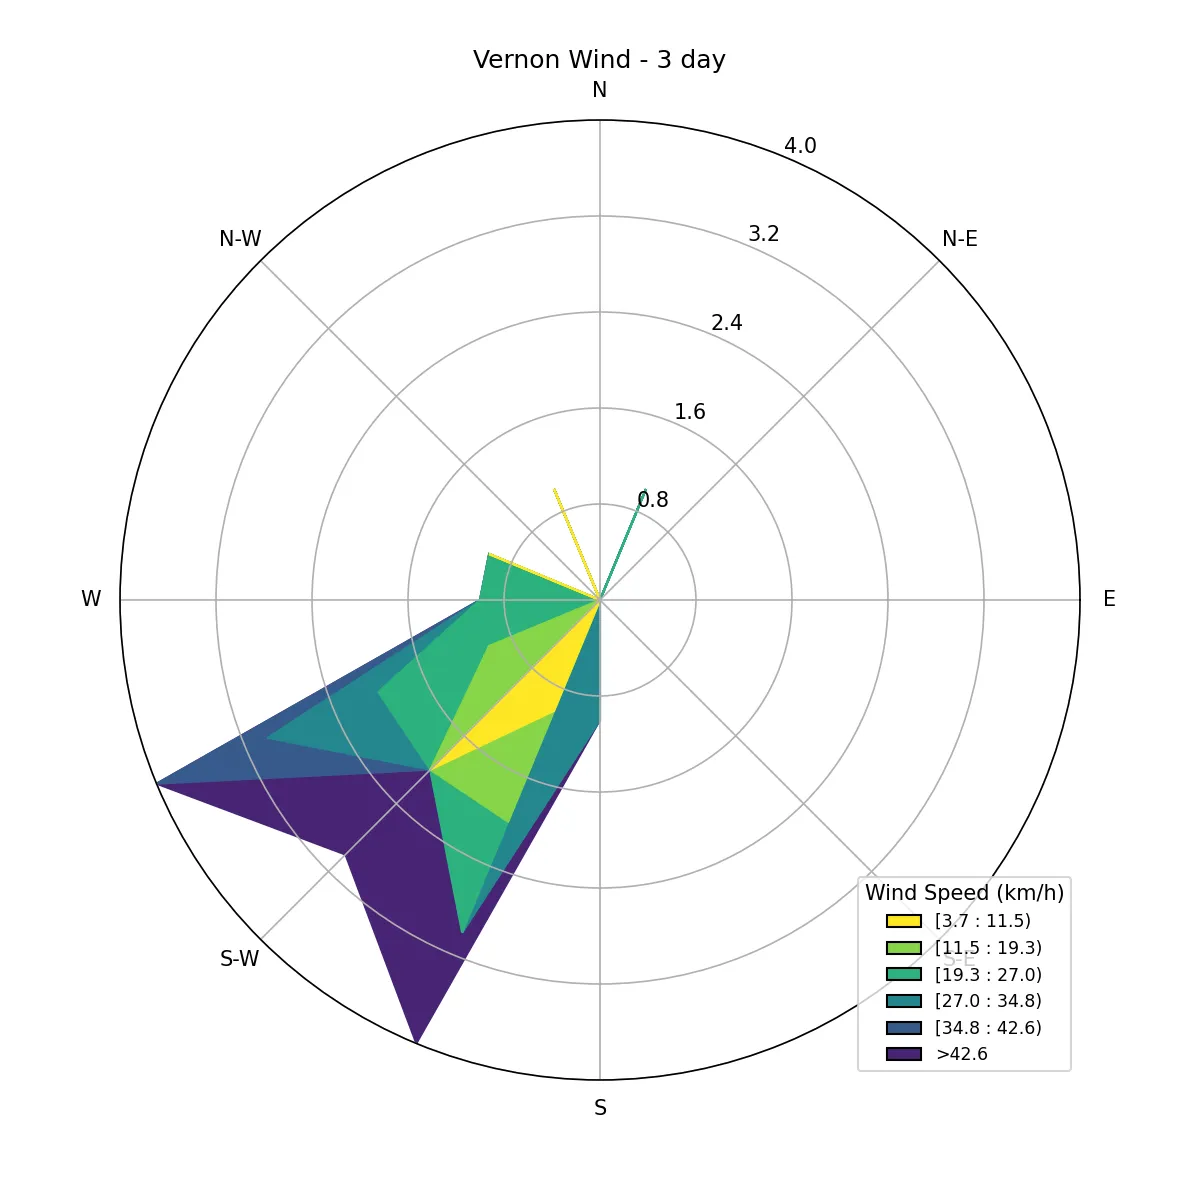 Vernon Wind - 3 day
N
4.0
N-W
3.2
N-E
2.4
1.6
0.8
W
E
Wind Speed (km/h)
[3.7 : 11.5)
[11.5 : 19.3)
S-W
S-E
[19.3 : 27.0)
[27.0 : 34.8)
[34.8 : 42.6)
>42.6
S